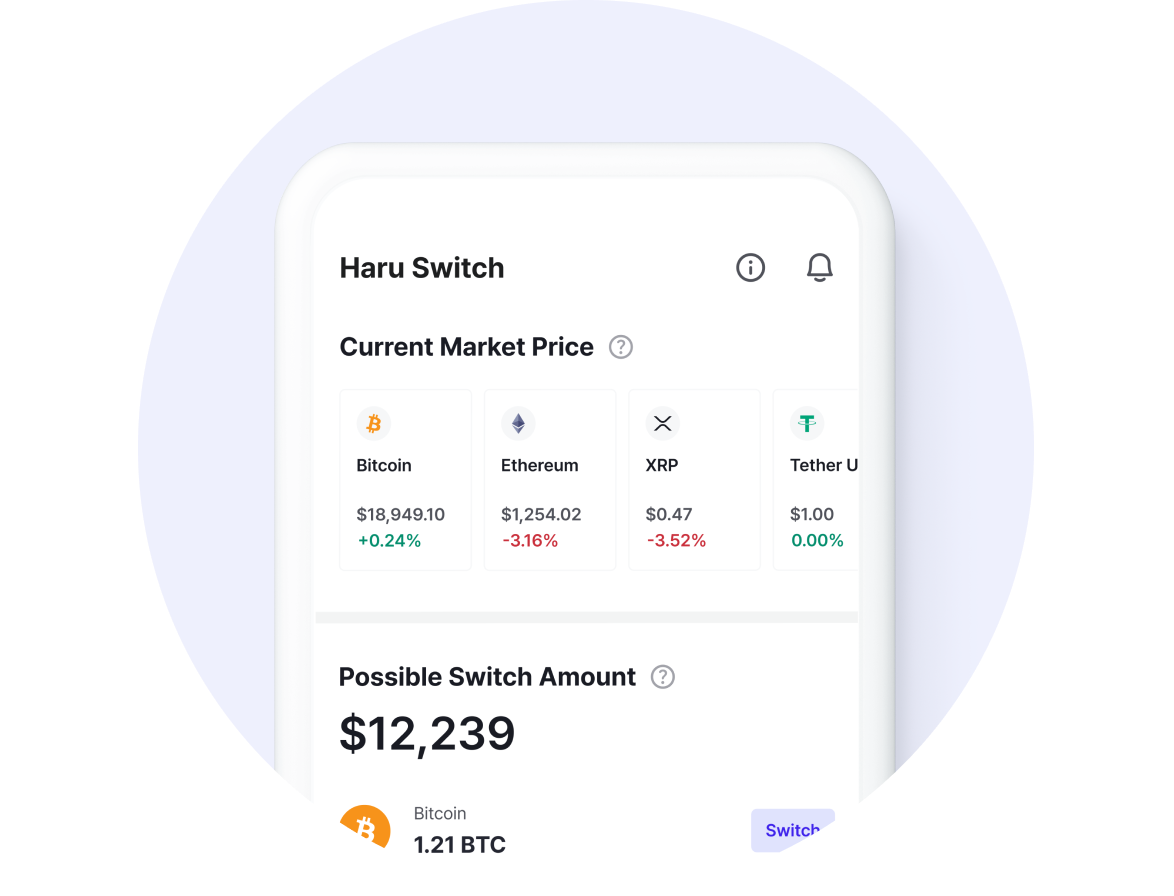 Haru Switch
Current Market Price ?
Bitcoin Ethereum XRP Tether U
$18,949.10 $1,254.02 $0.47 $1.00
+0.24% -3.16% -3.52% 0.00%
Possible Switch Amount ?
$12,239
Bitcoin
1.21 BTC
Switch